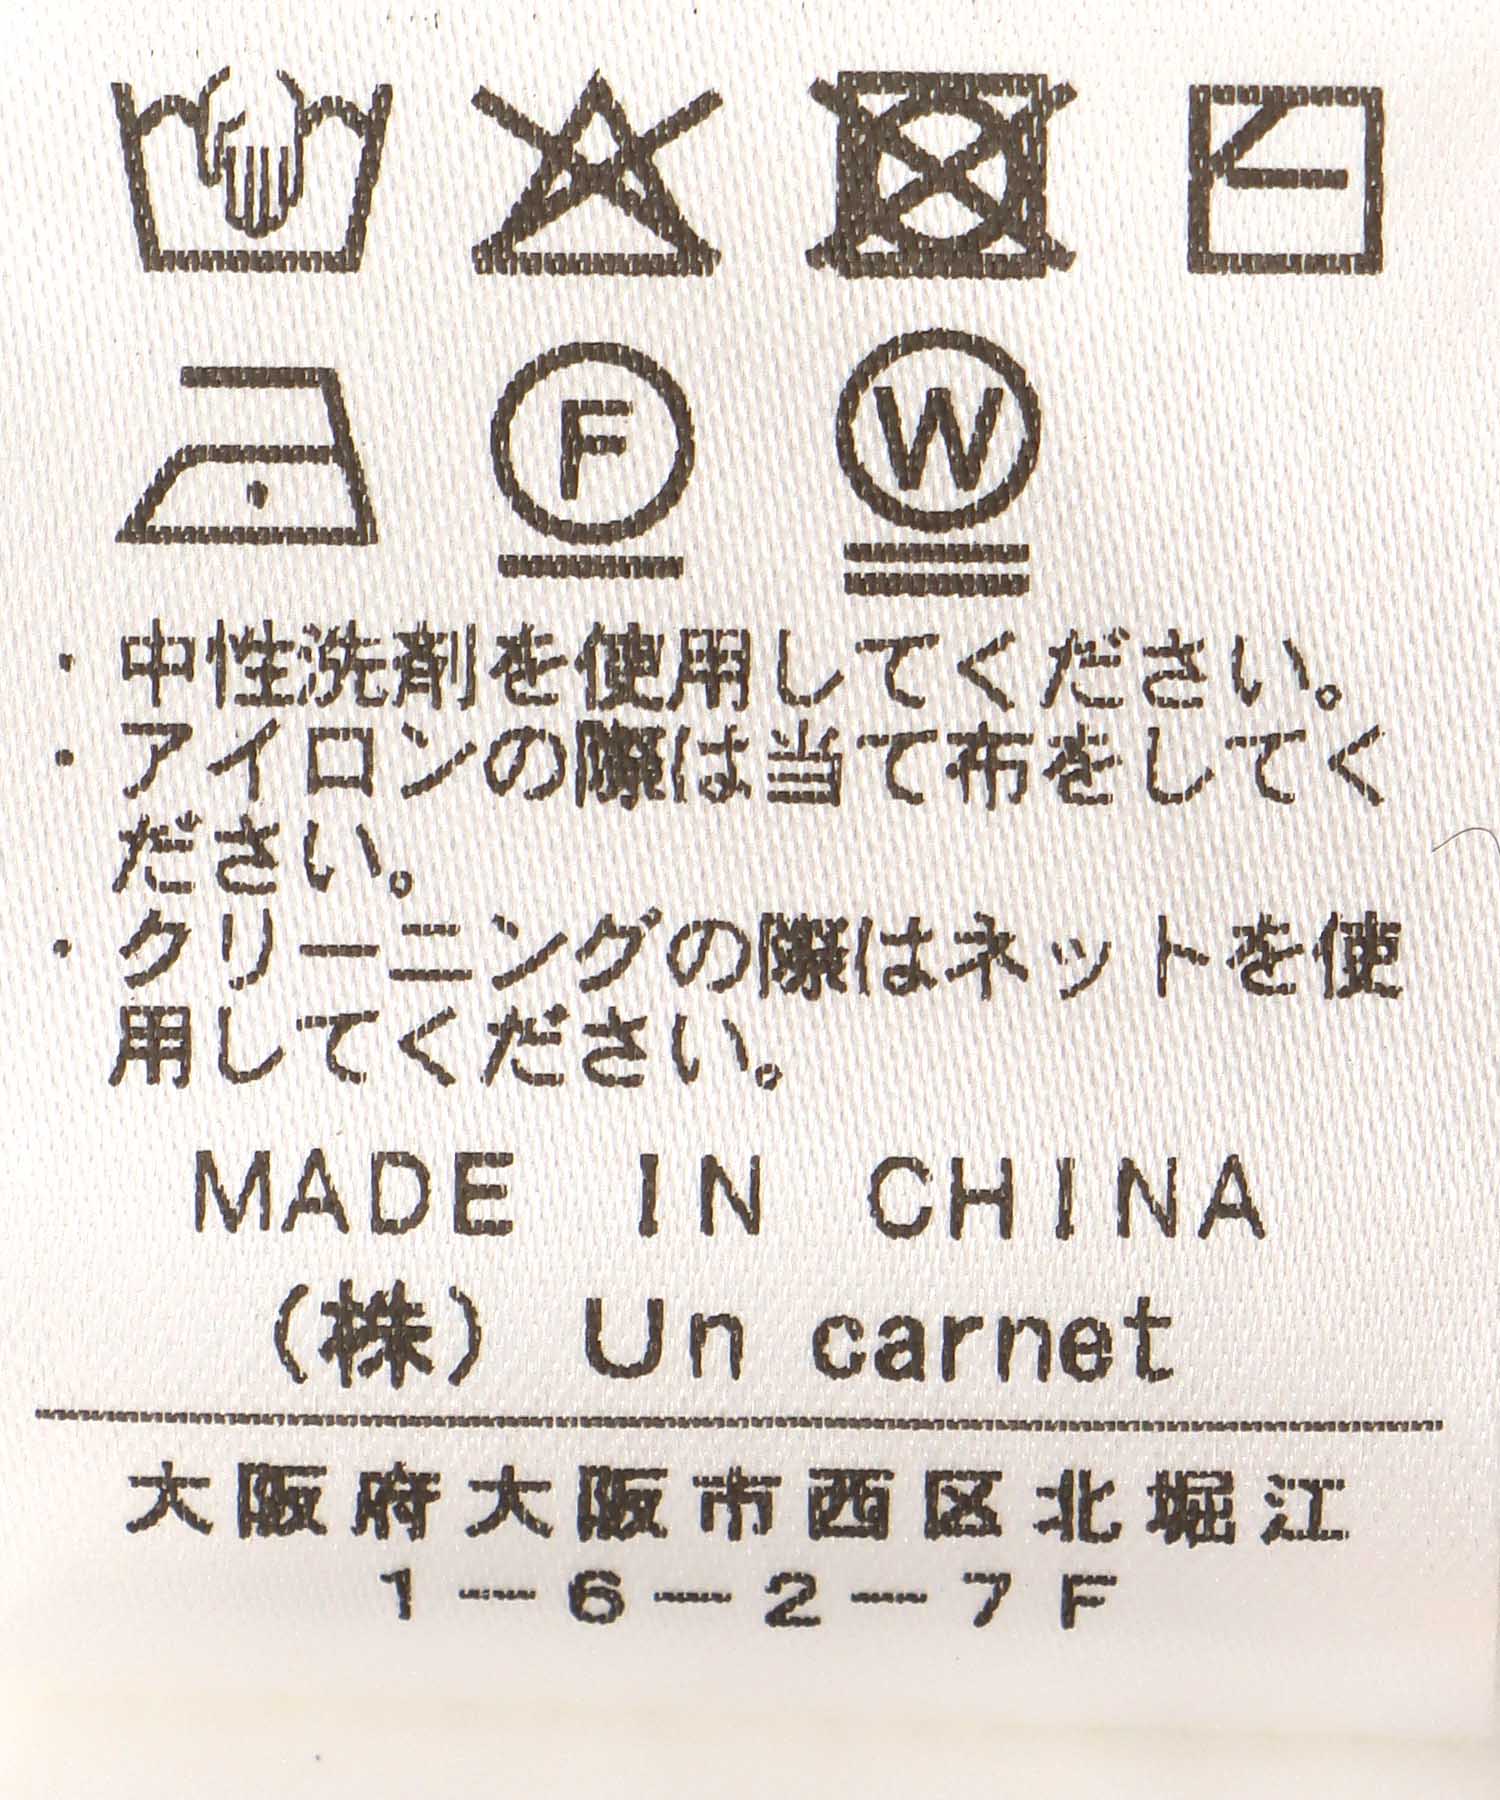 F W
・中性洗剤を使用してください。
・アイロンの際は当て布をしてく
ださい。
・クリーニングの際はネットを使
用してください。
MADE IN CHINA
(株) Un carnet
大阪府大阪市西区北堀江
1－6－2－7F